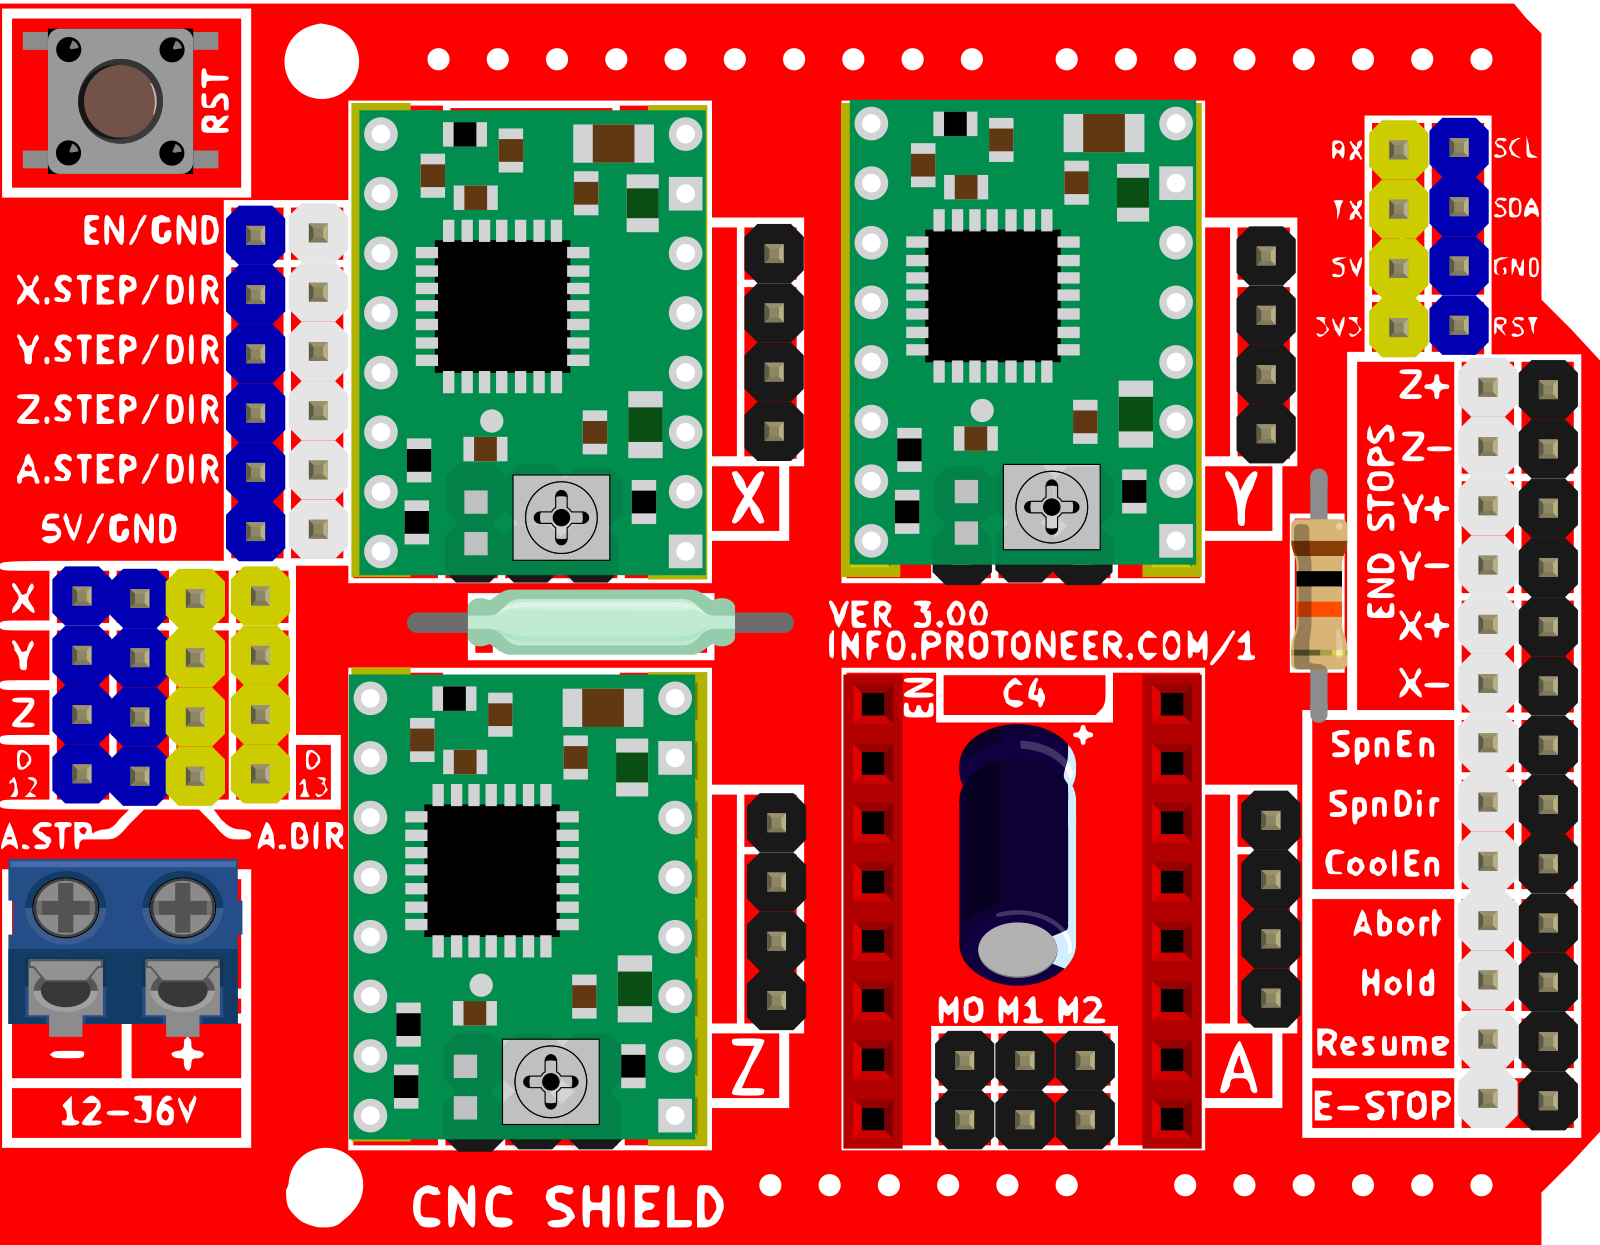 RST
EN/GND
X.STEP/DIR
Y.STEP/DIR
Z.STEP/DIR
A.STEP/DIR
5V/GND
X
Y
Z
D
12
D
13
A.STP
A.DIR
-
+
12-36V
X
Y
VER 3.00
INFO.PROTONEER.COM/1
Z
EN
C4
+
M0 M1 M2
A
RX
SCL
TX
SDA
5V
GND
3V3
RST
END STOPS
Z+
Z-
Y+
Y-
X+
X-
SpnEn
SpnDir
CoolEn
Abort
Hold
Resume
E-STOP
CNC SHIELD